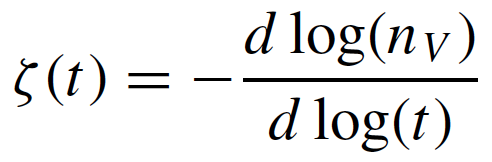 ζ(t) = − d log(n_V) / d log(t)